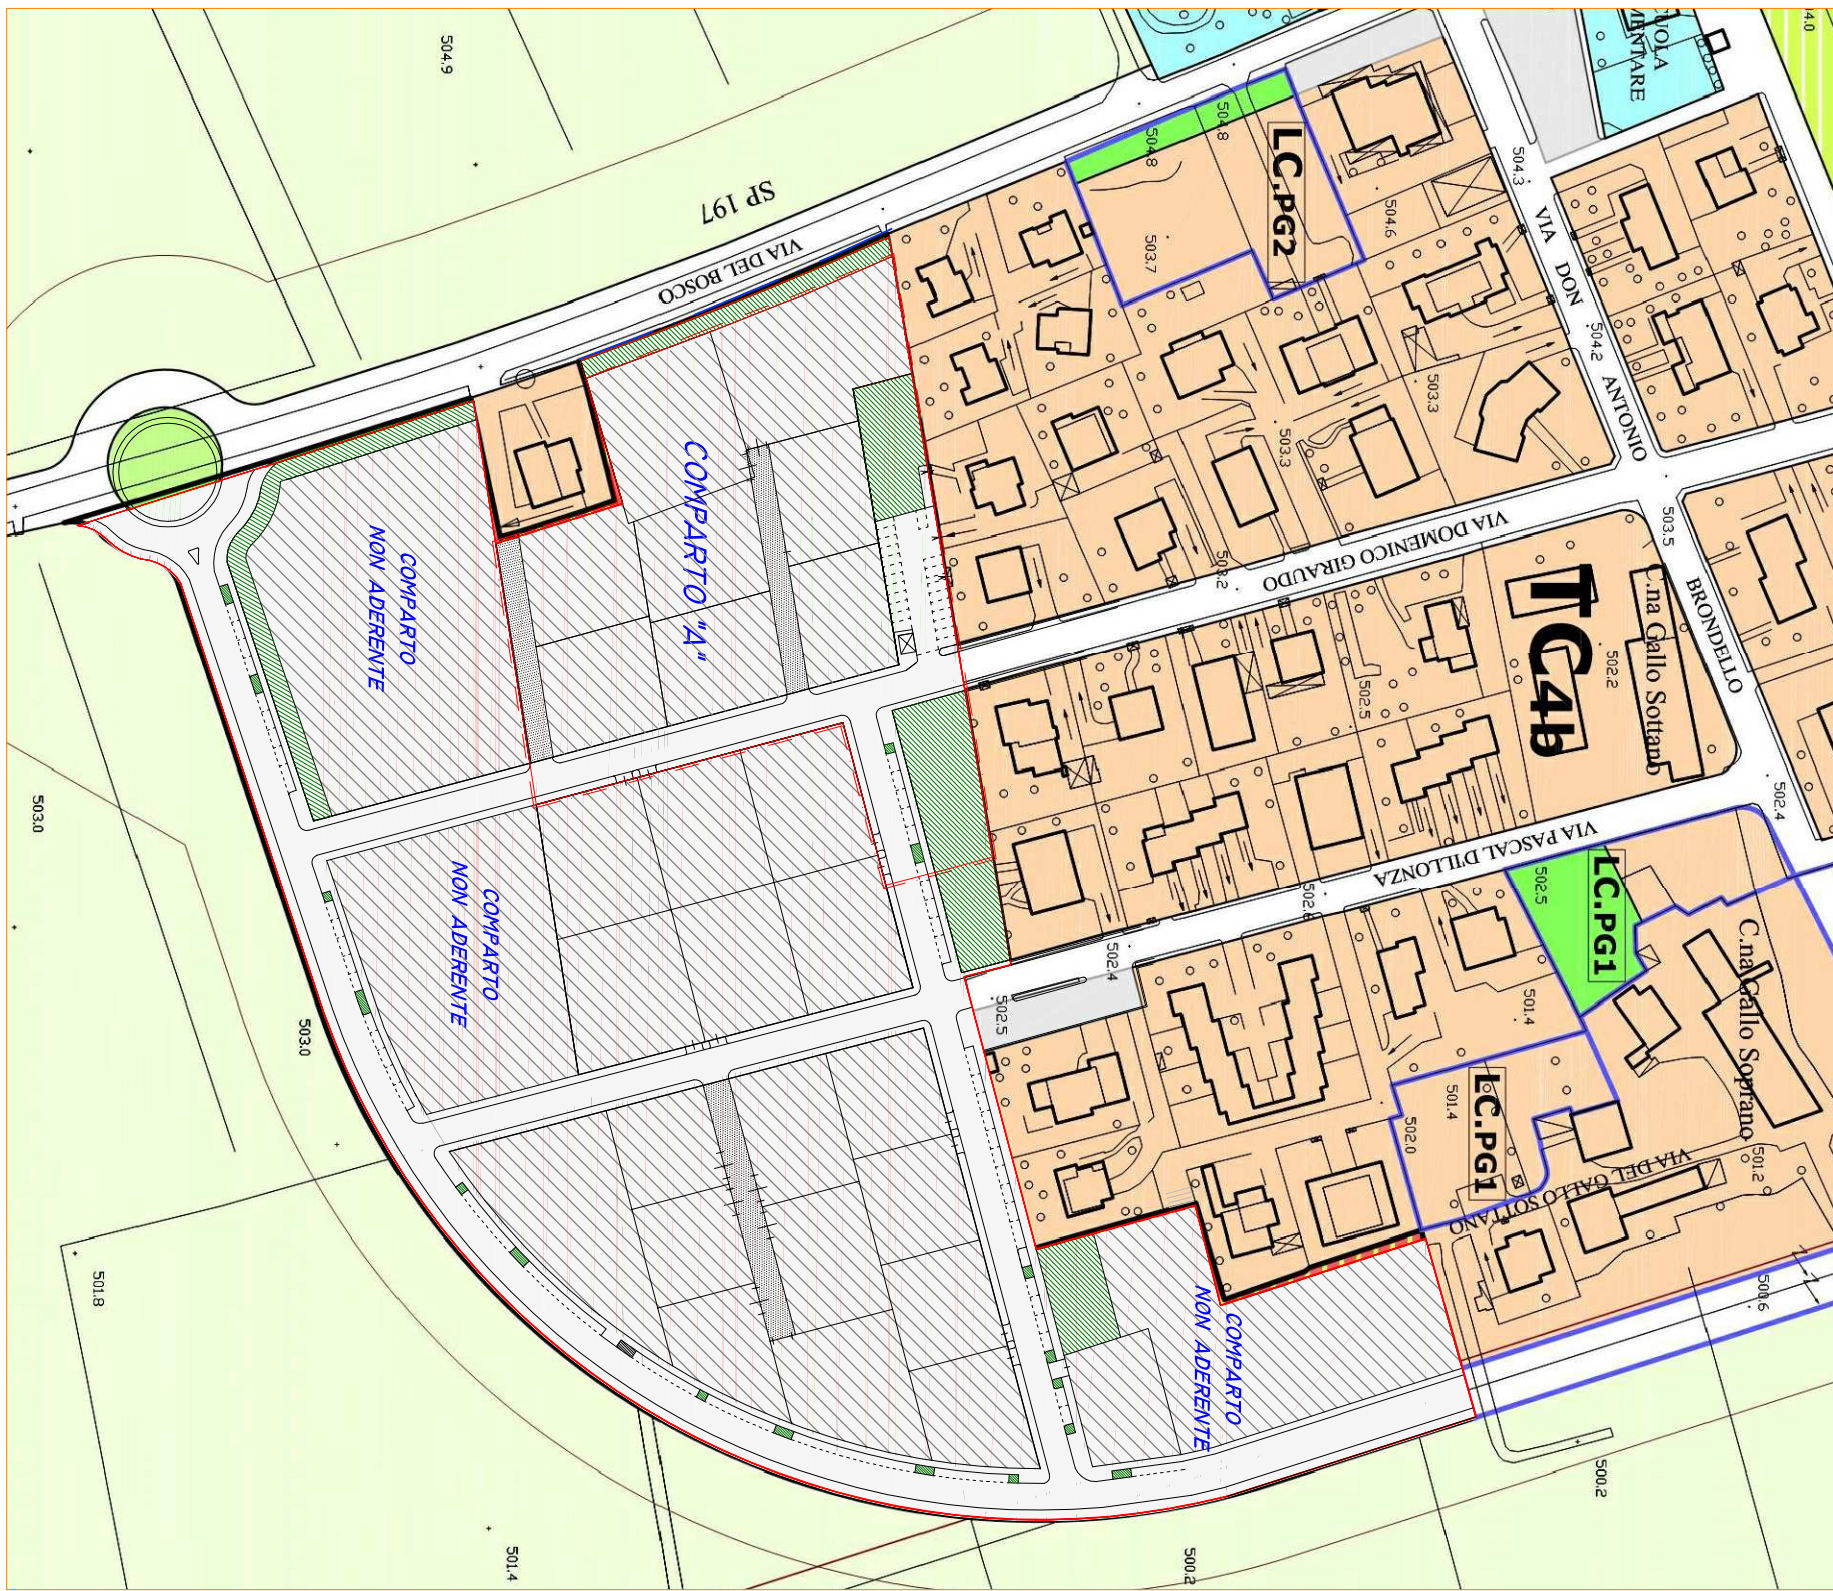 504.9
SP 197
VIA DEL BOSCO
504.8
504.8
LC.PG2
503.7
504.6
504.3
VIA DON ANTONIO
BRONDELLO
504.2
503.3
503.3
503.2
503.5
VIA DOMENICO GIRAUDO
TC4b
C.na Gallo Sottano
502.2
502.5
502.4
VIA PASCAL D'ILLONZA
502.6
502.4
502.5
LC.PG1
502.5
C.na Gallo Soprano
501.4
501.4
LC.PG1
502.0
VIA DEL GALLO SOTTANO
501.2
500.6
500.2
500.2
COMPARTO "A"
COMPARTO
NON ADERENTE
COMPARTO
NON ADERENTE
COMPARTO
NON ADERENTE
503.0
503.0
501.8
501.4